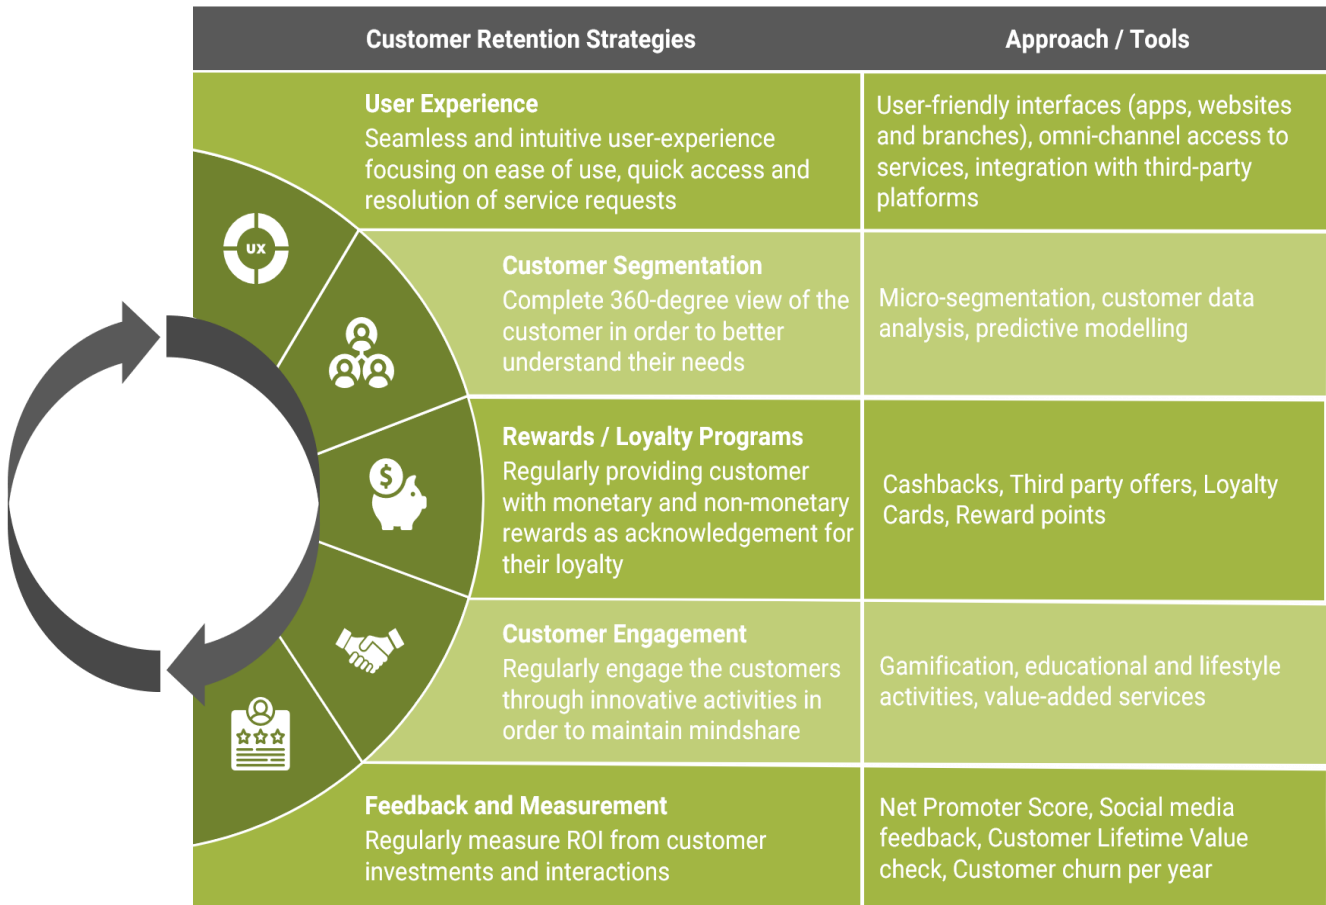 Customer Retention Strategies
Approach / Tools
User Experience
Seamless and intuitive user-experience
focusing on ease of use, quick access and
resolution of service requests
User-friendly interfaces (apps, websites
and branches), omni-channel access to
services, integration with third-party
platforms
UX
Customer Segmentation
Complete 360-degree view of the
customer in order to better
understand their needs
Micro-segmentation, customer data
analysis, predictive modelling
Rewards / Loyalty Programs
Regularly providing customer
with monetary and non-monetary
rewards as acknowledgement for
their loyalty
Cashbacks, Third party offers, Loyalty
Cards, Reward points
$
Customer Engagement
Regularly engage the customers
through innovative activities in
order to maintain mindshare
Gamification, educational and lifestyle
activities, value-added services
Feedback and Measurement
Regularly measure ROI from customer
investments and interactions
Net Promoter Score, Social media
feedback, Customer Lifetime Value
check, Customer churn per year